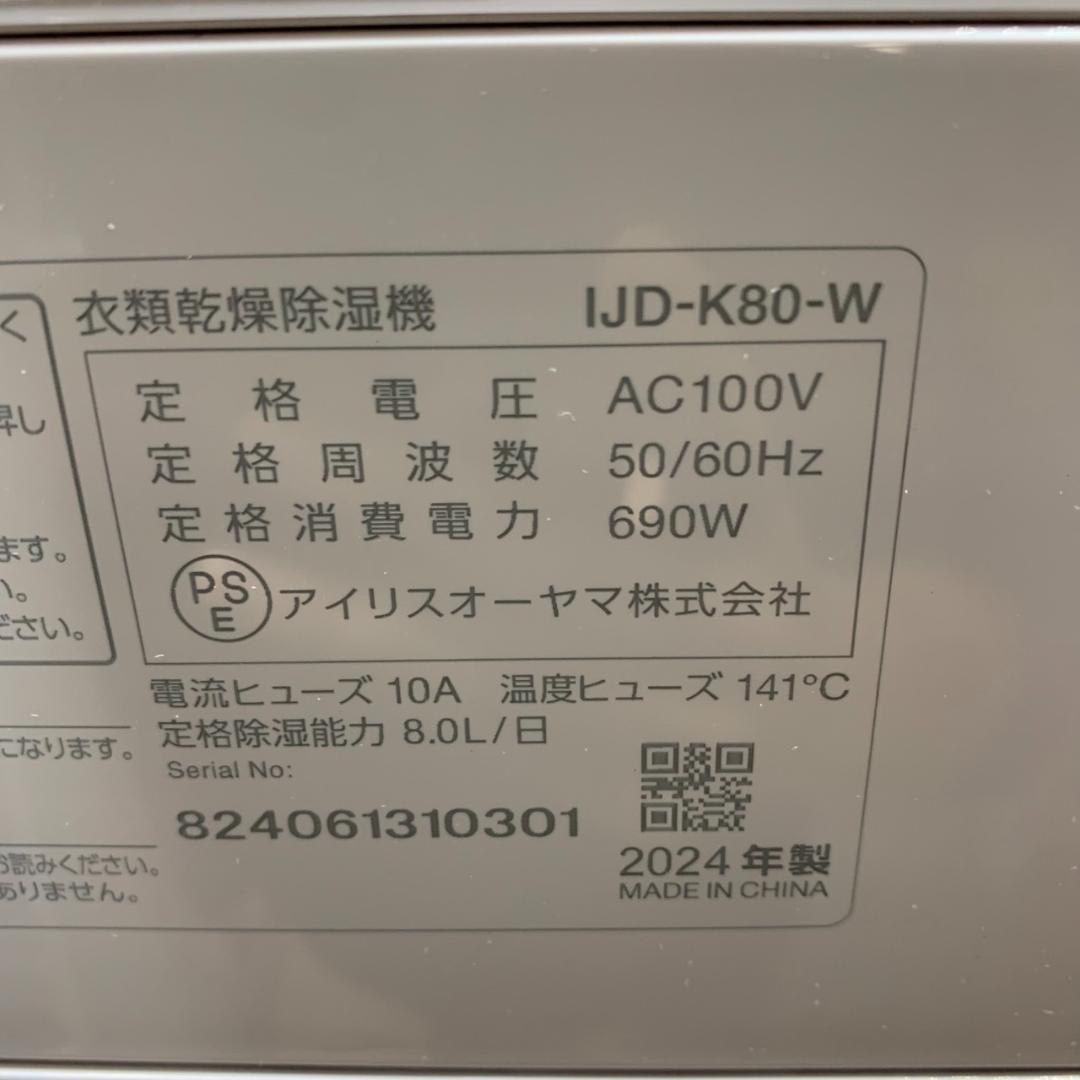 衣類乾燥除湿機 IJD-K80-W
定格電圧 AC100V
定格周波数 50/60Hz
定格消費電力 690W
PSE アイリスオーヤマ株式会社
電流ヒューズ 10A 温度ヒューズ 141°C
定格除湿能力 8.0L/日
Serial No:
824061310301
2024年製
MADE IN CHINA
く
昇し
ます。
い。
ださい。
になります。
お読みください。
ありません。